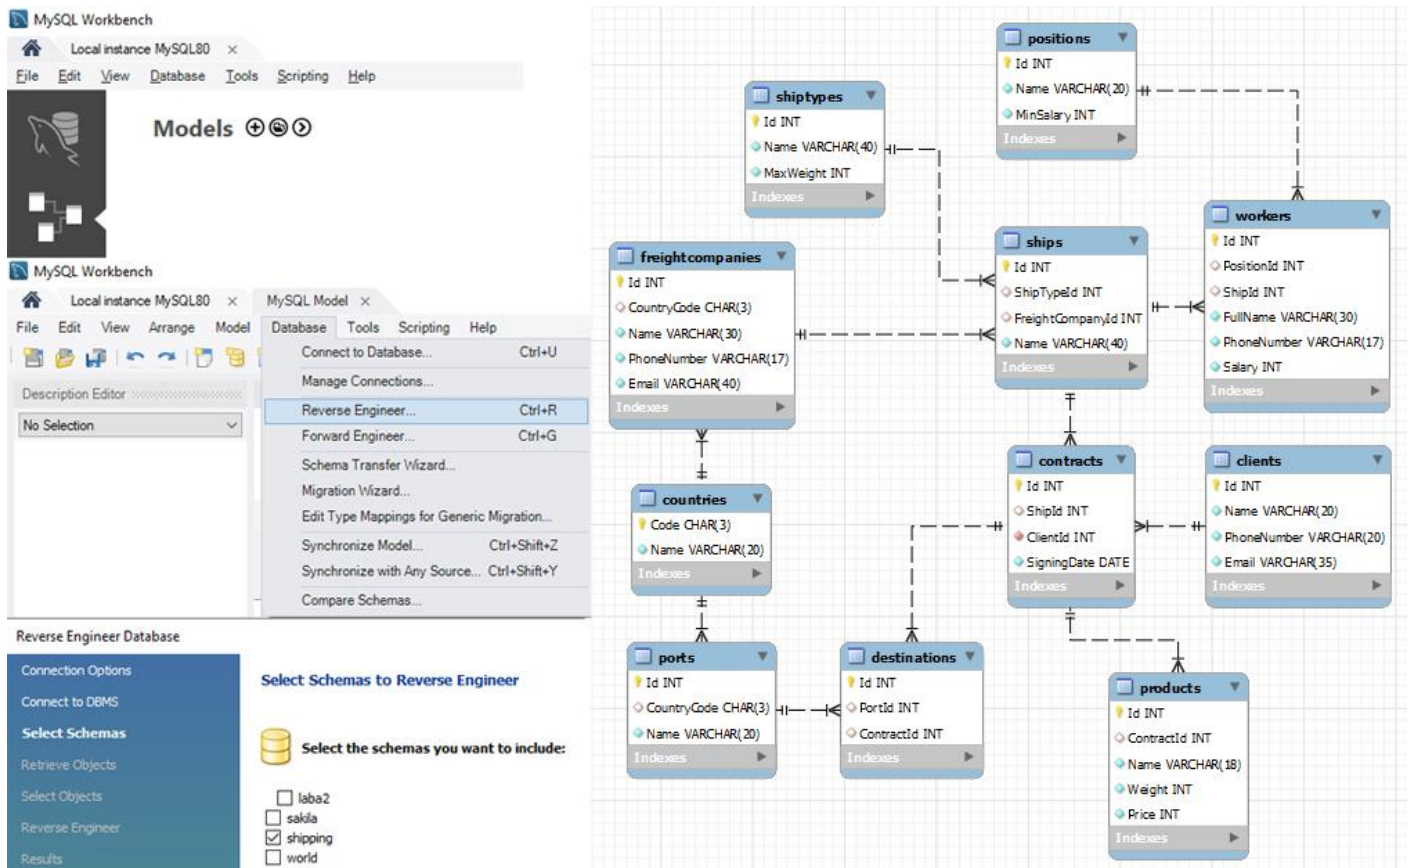 MySQL Workbench
Local instance MySQL80 ×
File Edit View Database Tools Scripting Help
Models
MySQL Workbench
Local instance MySQL80 × MySQL Model ×
File Edit View Arrange Model Database Tools Scripting Help
Connect to Database... Ctrl+U
Manage Connections...
Reverse Engineer... Ctrl+R
Forward Engineer... Ctrl+G
Schema Transfer Wizard...
Migration Wizard...
Edit Type Mappings for Generic Migration...
Synchronize Model... Ctrl+Shift+Z
Synchronize with Any Source... Ctrl+Shift+Y
Compare Schemas...
Description Editor
No Selection
Reverse Engineer Database
Connection Options
Connect to DBMS
Select Schemas
Retrieve Objects
Select Objects
Reverse Engineer
Results
Select Schemas to Reverse Engineer
Select the schemas you want to include:
laba2
sakila
shipping
world
positions
Id INT
Name VARCHAR(20)
MinSalary INT
Indexes
shiptypes
Id INT
Name VARCHAR(40)
MaxWeight INT
Indexes
workers
Id INT
PositionId INT
ShipId INT
FullName VARCHAR(30)
PhoneNumber VARCHAR(17)
Salary INT
Indexes
ships
Id INT
ShipTypeId INT
FreightCompanyId INT
Name VARCHAR(40)
Indexes
freightcompanies
Id INT
CountryCode CHAR(3)
Name VARCHAR(30)
PhoneNumber VARCHAR(17)
Email VARCHAR(40)
Indexes
contracts
Id INT
ShipId INT
ClientId INT
SigningDate DATE
Indexes
clients
Id INT
Name VARCHAR(20)
PhoneNumber VARCHAR(20)
Email VARCHAR(35)
Indexes
countries
Code CHAR(3)
Name VARCHAR(20)
Indexes
ports
Id INT
CountryCode CHAR(3)
Name VARCHAR(20)
Indexes
destinations
Id INT
PortId INT
ContractId INT
Indexes
products
Id INT
ContractId INT
Name VARCHAR(18)
Weight INT
Price INT
Indexes